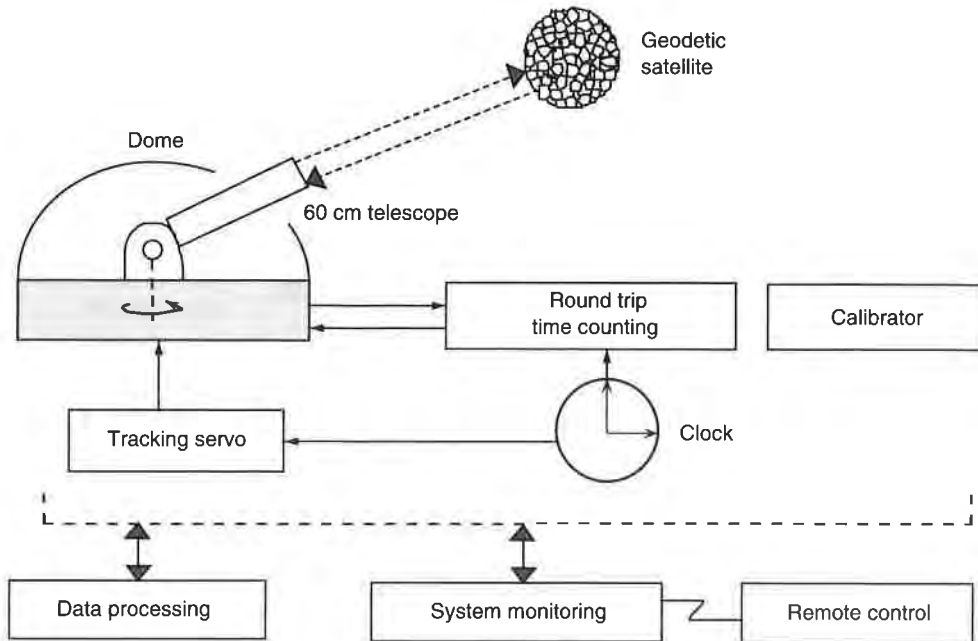 Geodetic
satellite
Dome
60 cm telescope
Round trip
time counting
Calibrator
Tracking servo
Clock
Data processing
System monitoring
Remote control